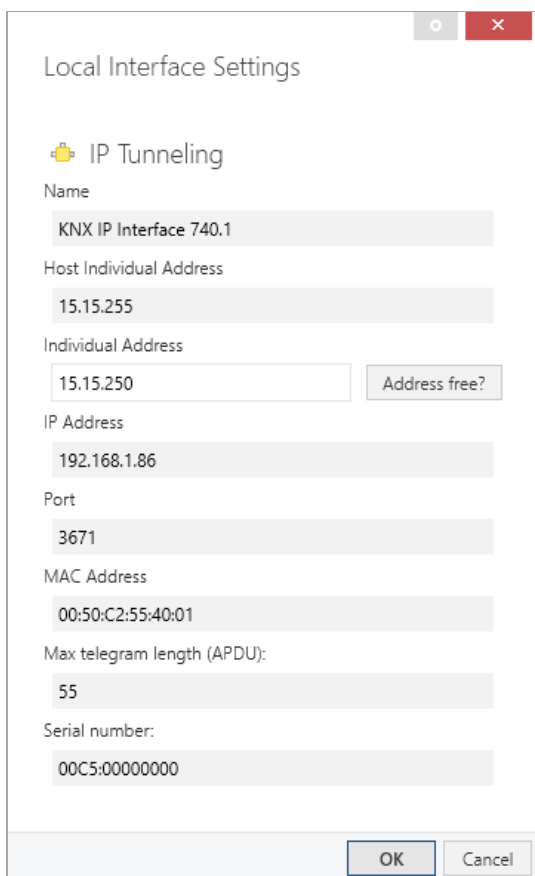 Local Interface Settings
IP Tunneling
Name
KNX IP Interface 740.1
Host Individual Address
15.15.255
Individual Address
15.15.250
Address free?
IP Address
192.168.1.86
Port
3671
MAC Address
00:50:C2:55:40:01
Max telegram length (APDU):
55
Serial number:
00C5:00000000
OK
Cancel